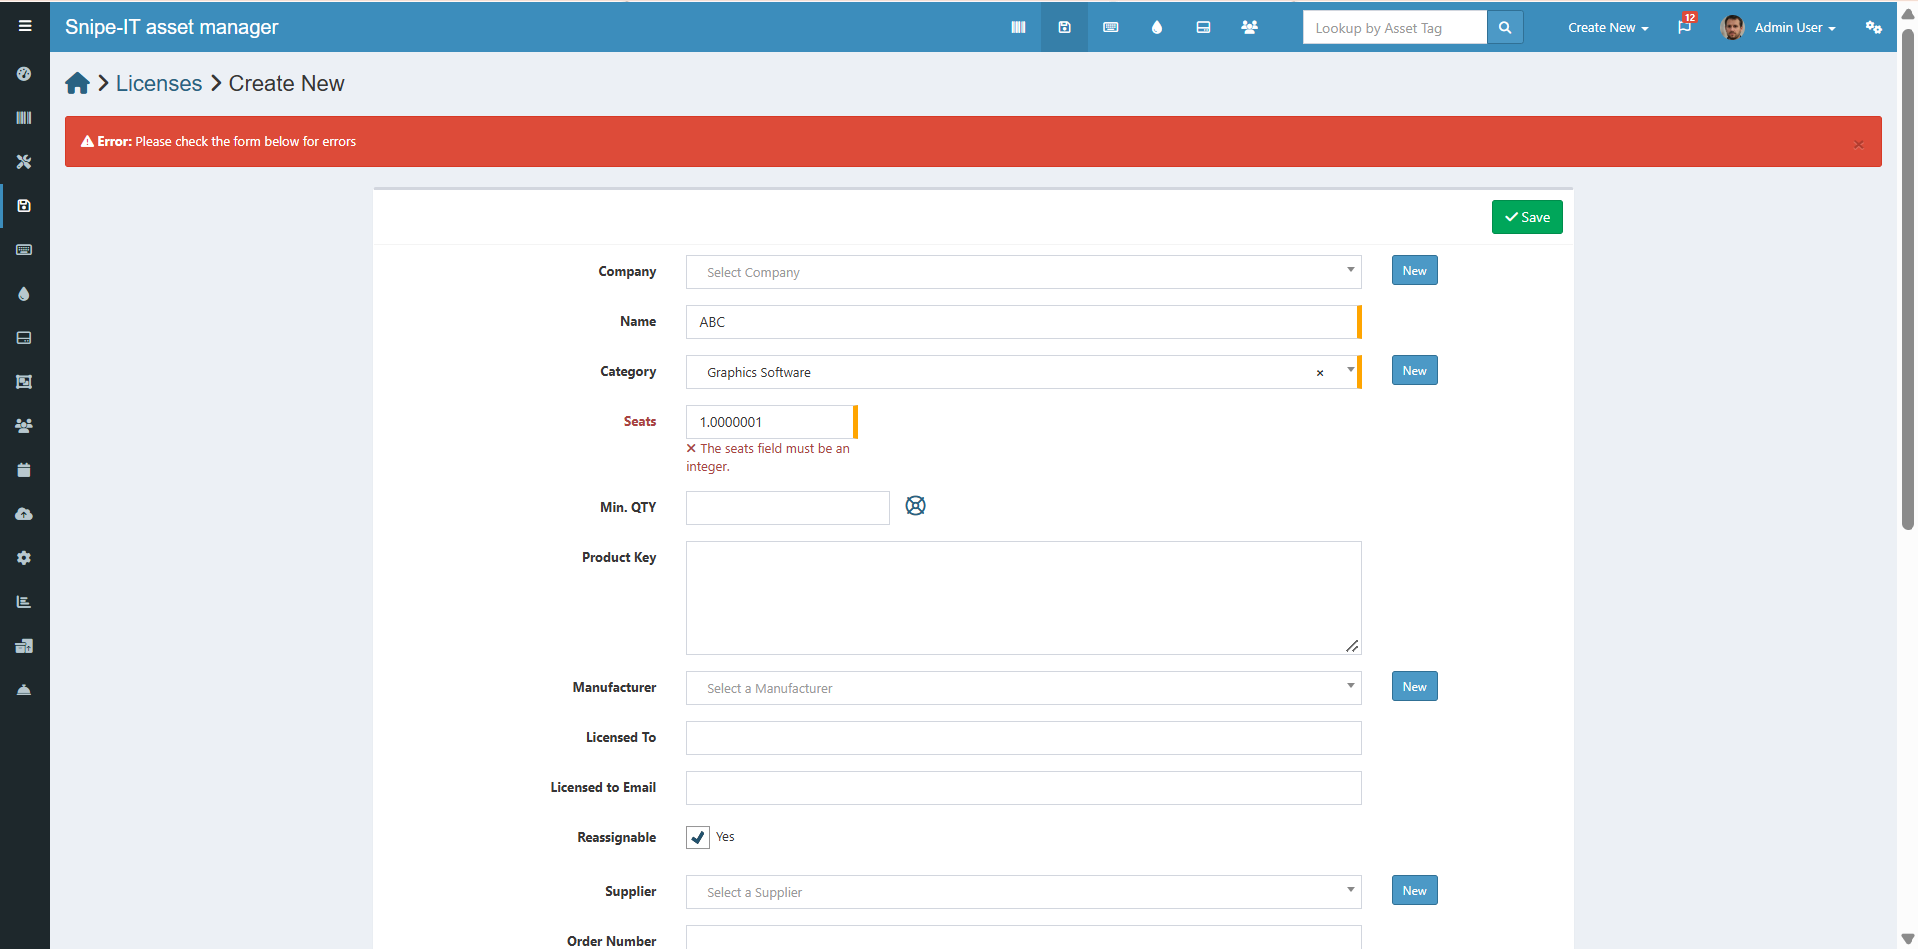 Snipe-IT asset manager
Lookup by Asset Tag
Create New
12
Admin User
Licenses
Create New
Error: Please check the form below for errors
×
Save
Company
Select Company
New
Name
ABC
Category
Graphics Software
×
New
Seats
1.0000001
The seats field must be an
integer.
Min. QTY
Product Key
Manufacturer
Select a Manufacturer
New
Licensed To
Licensed to Email
Reassignable
Yes
Supplier
Select a Supplier
New
Order Number